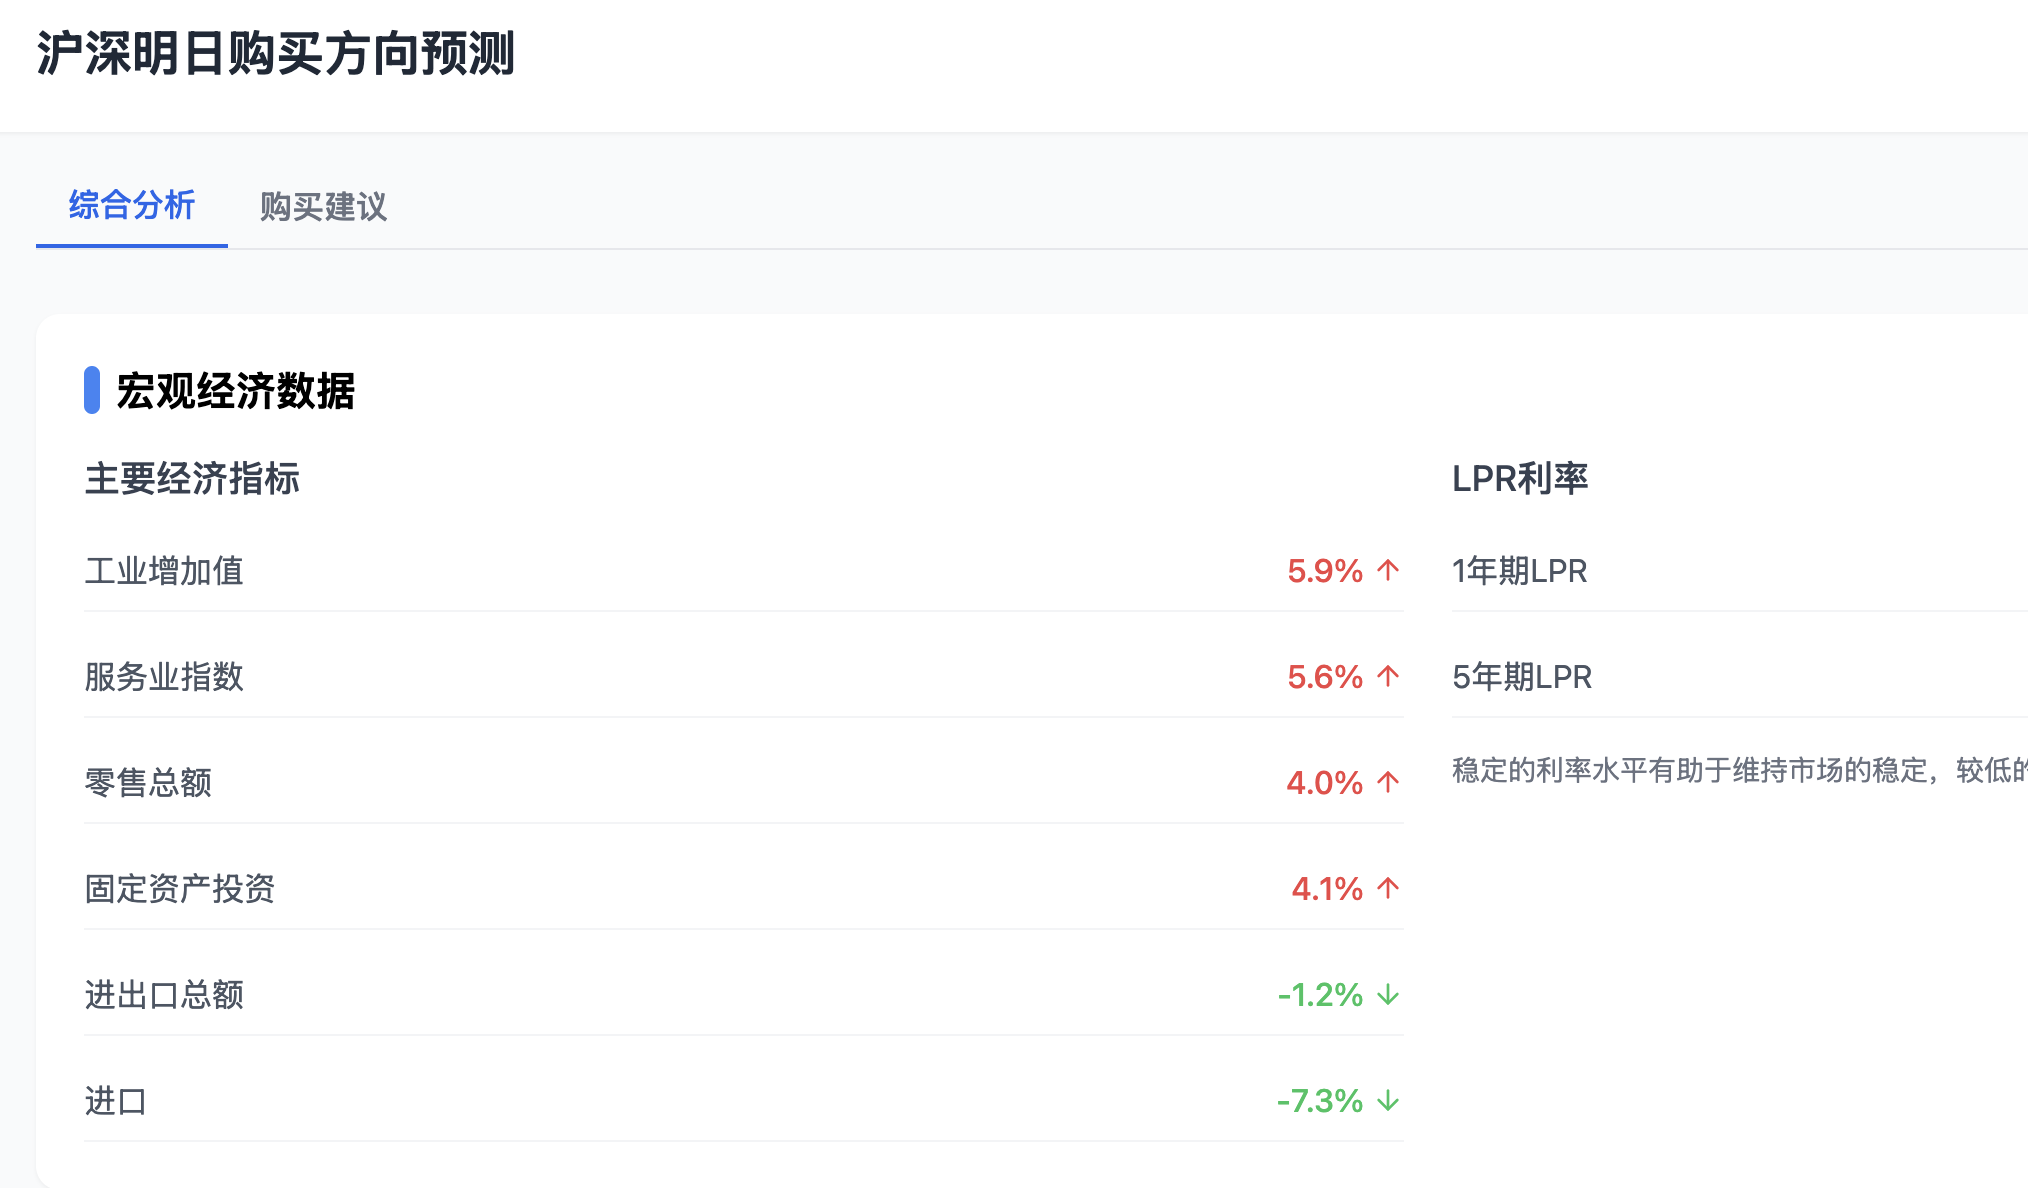 沪深明日购买方向预测
综合分析 购买建议
宏观经济数据
主要经济指标
工业增加值 5.9% ↑
服务业指数 5.6% ↑
零售总额 4.0% ↑
固定资产投资 4.1% ↑
进出口总额 -1.2% ↓
进口 -7.3% ↓
LPR利率
1年期LPR
5年期LPR
稳定的利率水平有助于维持市场的稳定，较低的